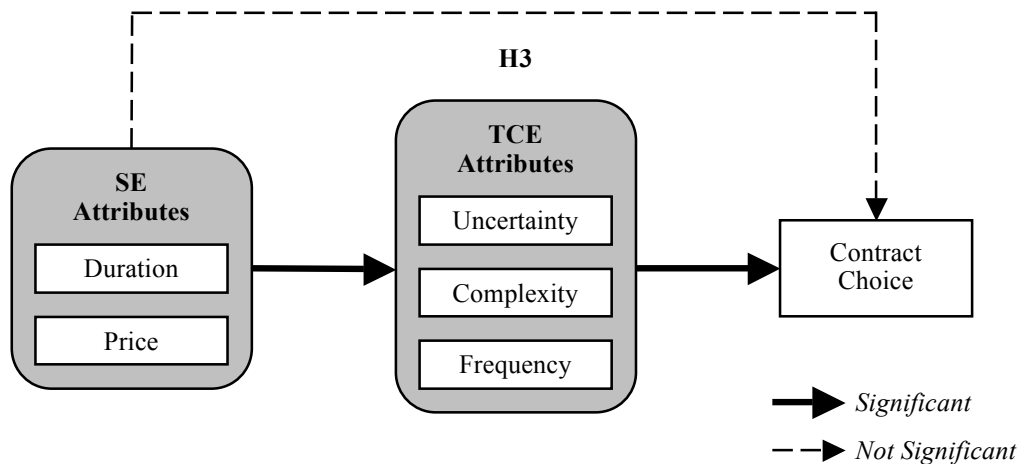 H3
SE
Attributes
Duration
Price
TCE
Attributes
Uncertainty
Complexity
Frequency
Contract
Choice
Significant
Not Significant